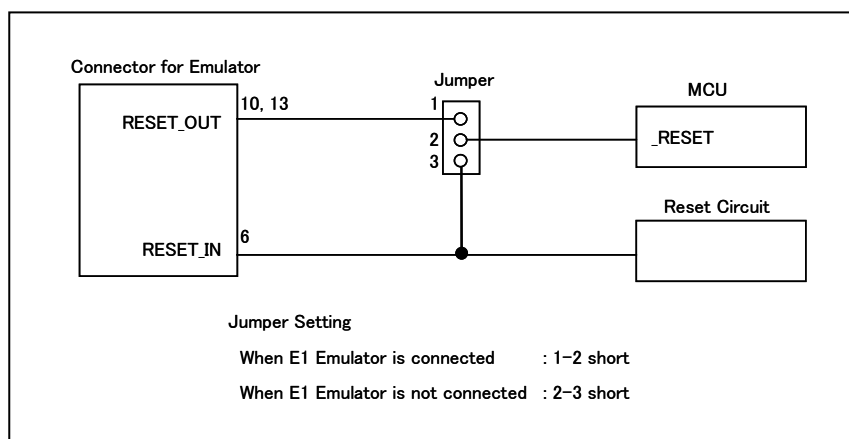 Connector for Emulator
Jumper
MCU
10, 13
1
RESET_OUT
2
_RESET
3
Reset Circuit
6
RESET_IN
Jumper Setting
When E1 Emulator is connected : 1-2 short
When E1 Emulator is not connected : 2-3 short